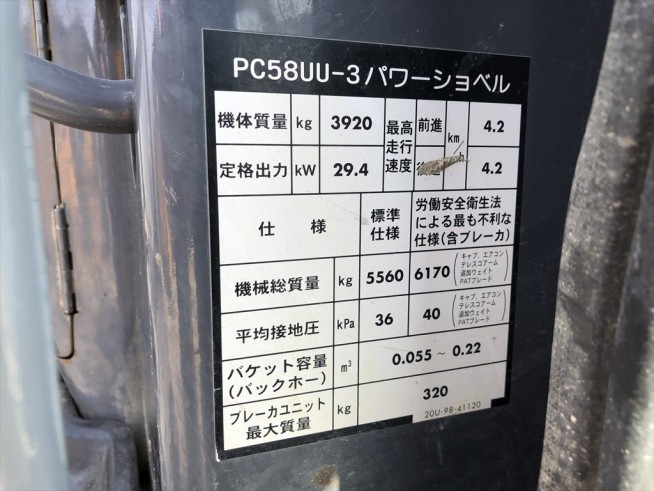 PC58UU-3パワーショベル
機体質量 kg 3920 最高走行速度 前進 km 4.2
定格出力 kW 29.4 4.2
仕様 標準仕様 労働安全衛生法による最も不利な仕様(含ブレーカ)
機械総質量 kg 5560 6170 (キャブ、エアコン テレスコアーム 追加ウェイト PATブレード)
平均接地圧 kPa 36 40 (キャブ、エアコン テレスコアーム 追加ウェイト PATブレード)
バケット容量(バックホー) m³ 0.055 ~ 0.22
ブレーカユニット最大質量 kg 320
20U-98-41120